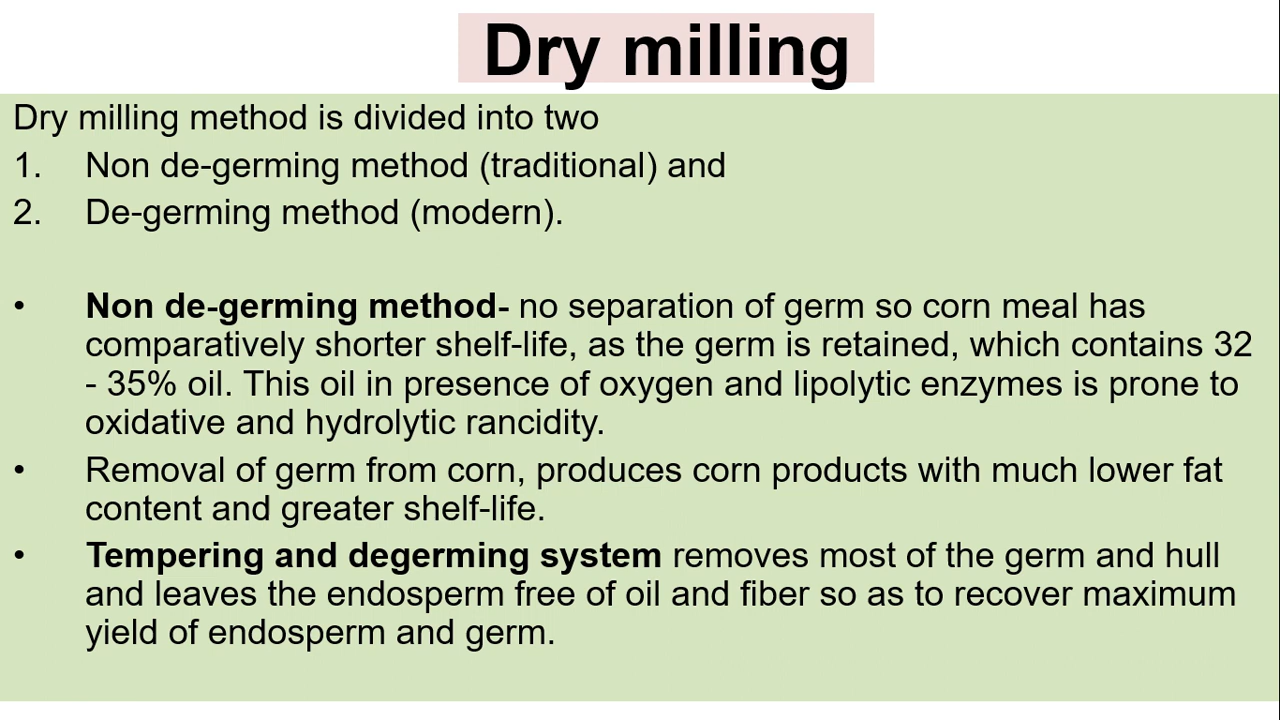 Dry milling
Dry milling method is divided into two
1. Non de-germing method (traditional) and
2. De-germing method (modern).
• Non de-germing method- no separation of germ so corn meal has
comparatively shorter shelf-life, as the germ is retained, which contains 32
- 35% oil. This oil in presence of oxygen and lipolytic enzymes is prone to
oxidative and hydrolytic rancidity.
• Removal of germ from corn, produces corn products with much lower fat
content and greater shelf-life.
• Tempering and degerming system removes most of the germ and hull
and leaves the endosperm free of oil and fiber so as to recover maximum
yield of endosperm and germ.